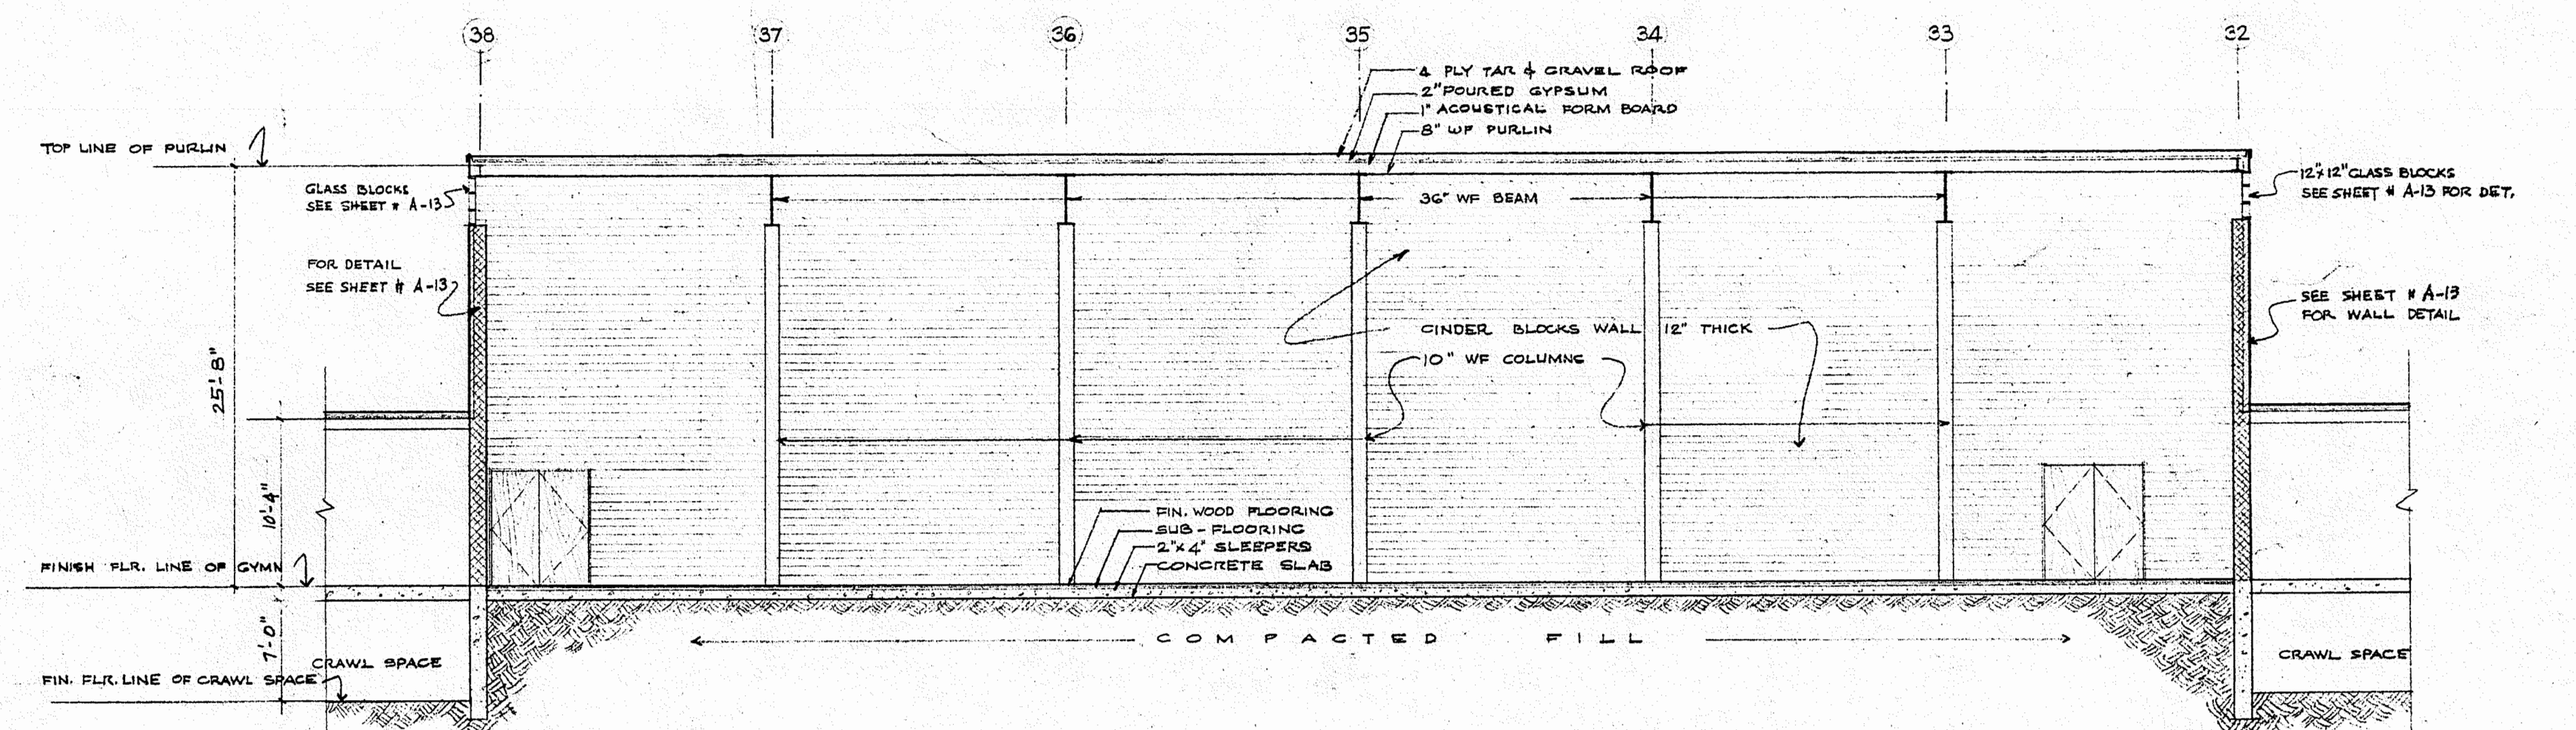 38 37 36 35 34 33 32
4 PLY TAR & GRAVEL ROOF
2" POURED GYPSUM
1" ACOUSTICAL FORM BOARD
8" WF PURLIN
TOP LINE OF PURLIN
GLASS BLOCKS
SEE SHEET # A-13
36" WF BEAM
12"x12" GLASS BLOCKS
SEE SHEET # A-13 FOR DET.
FOR DETAIL
SEE SHEET # A-13
SEE SHEET # A-13
FOR WALL DETAIL
CINDER BLOCKS WALL 12" THICK
10" WF COLUMNS
25'-8"
10'-4"
FIN. WOOD FLOORING
SUB-FLOORING
2"x4" SLEEPERS
CONCRETE SLAB
FINISH FLR. LINE OF GYMN
7'-0"
COMPACTED FILL
CRAWL SPACE
CRAWL SPACE
FIN. FLR. LINE OF CRAWL SPACE